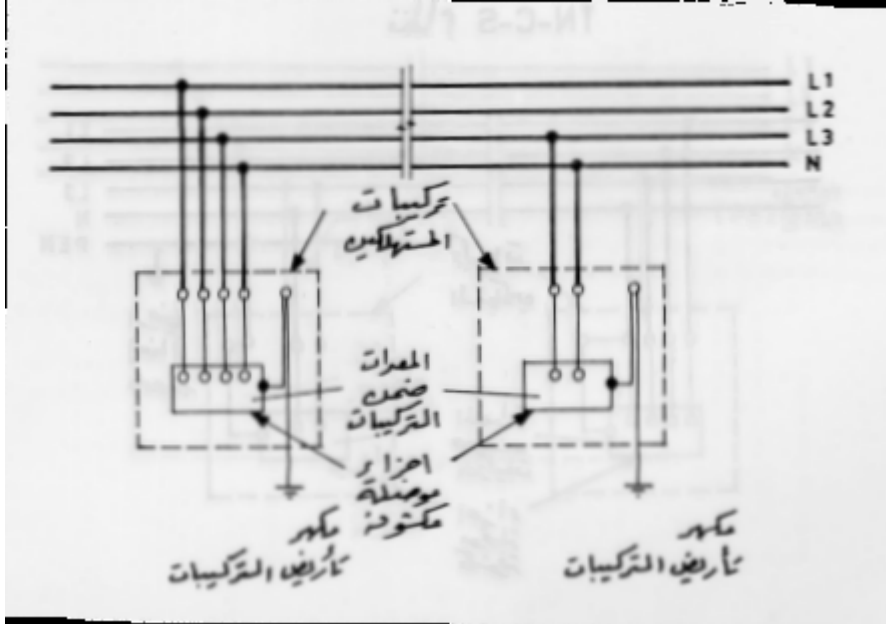 L1
L2
L3
N
تركيبات
المستهلكين
المعدات
ضمن
التركيبات
اجزاء
موصلة
مكشوفة
مكهر
تأريض التركيبات
مكهر
تأريض التركيبات